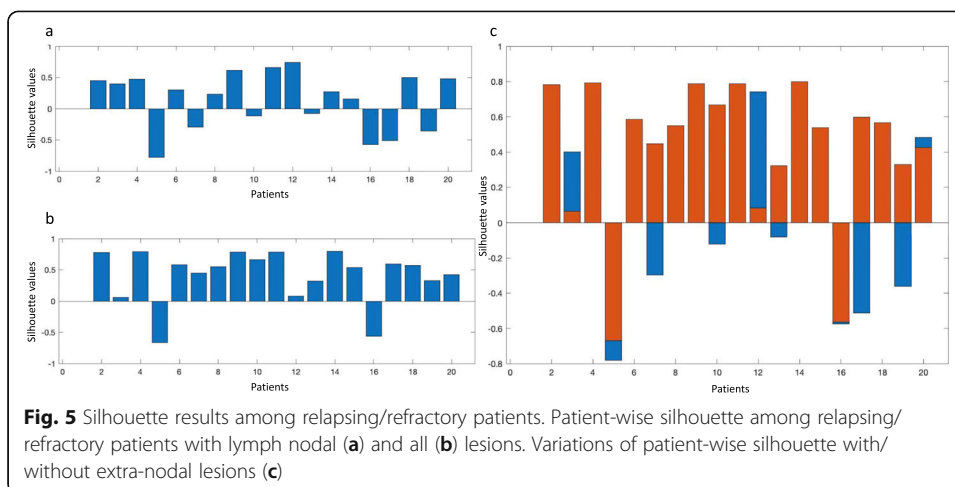 a
1
0.5
0
0.5
-1
Silhouette values
0 2 4 6 8 10 12 14 16 18 20
Patients
b
1
0.5
0
-0.5
-1
Silhouette values
0 2 4 6 8 10 12 14 16 18 20
Patients
c
1
0.8
0.6
0.4
0.2
0
-0.2
-0.4
-0.6
-0.8
Silhouette values
0 2 4 6 8 10 12 14 16 18 20
Patients
Fig. 5 Silhouette results among relapsing/refractory patients. Patient-wise silhouette among relapsing/
refractory patients with lymph nodal (a) and all (b) lesions. Variations of patient-wise silhouette with/
without extra-nodal lesions (c)